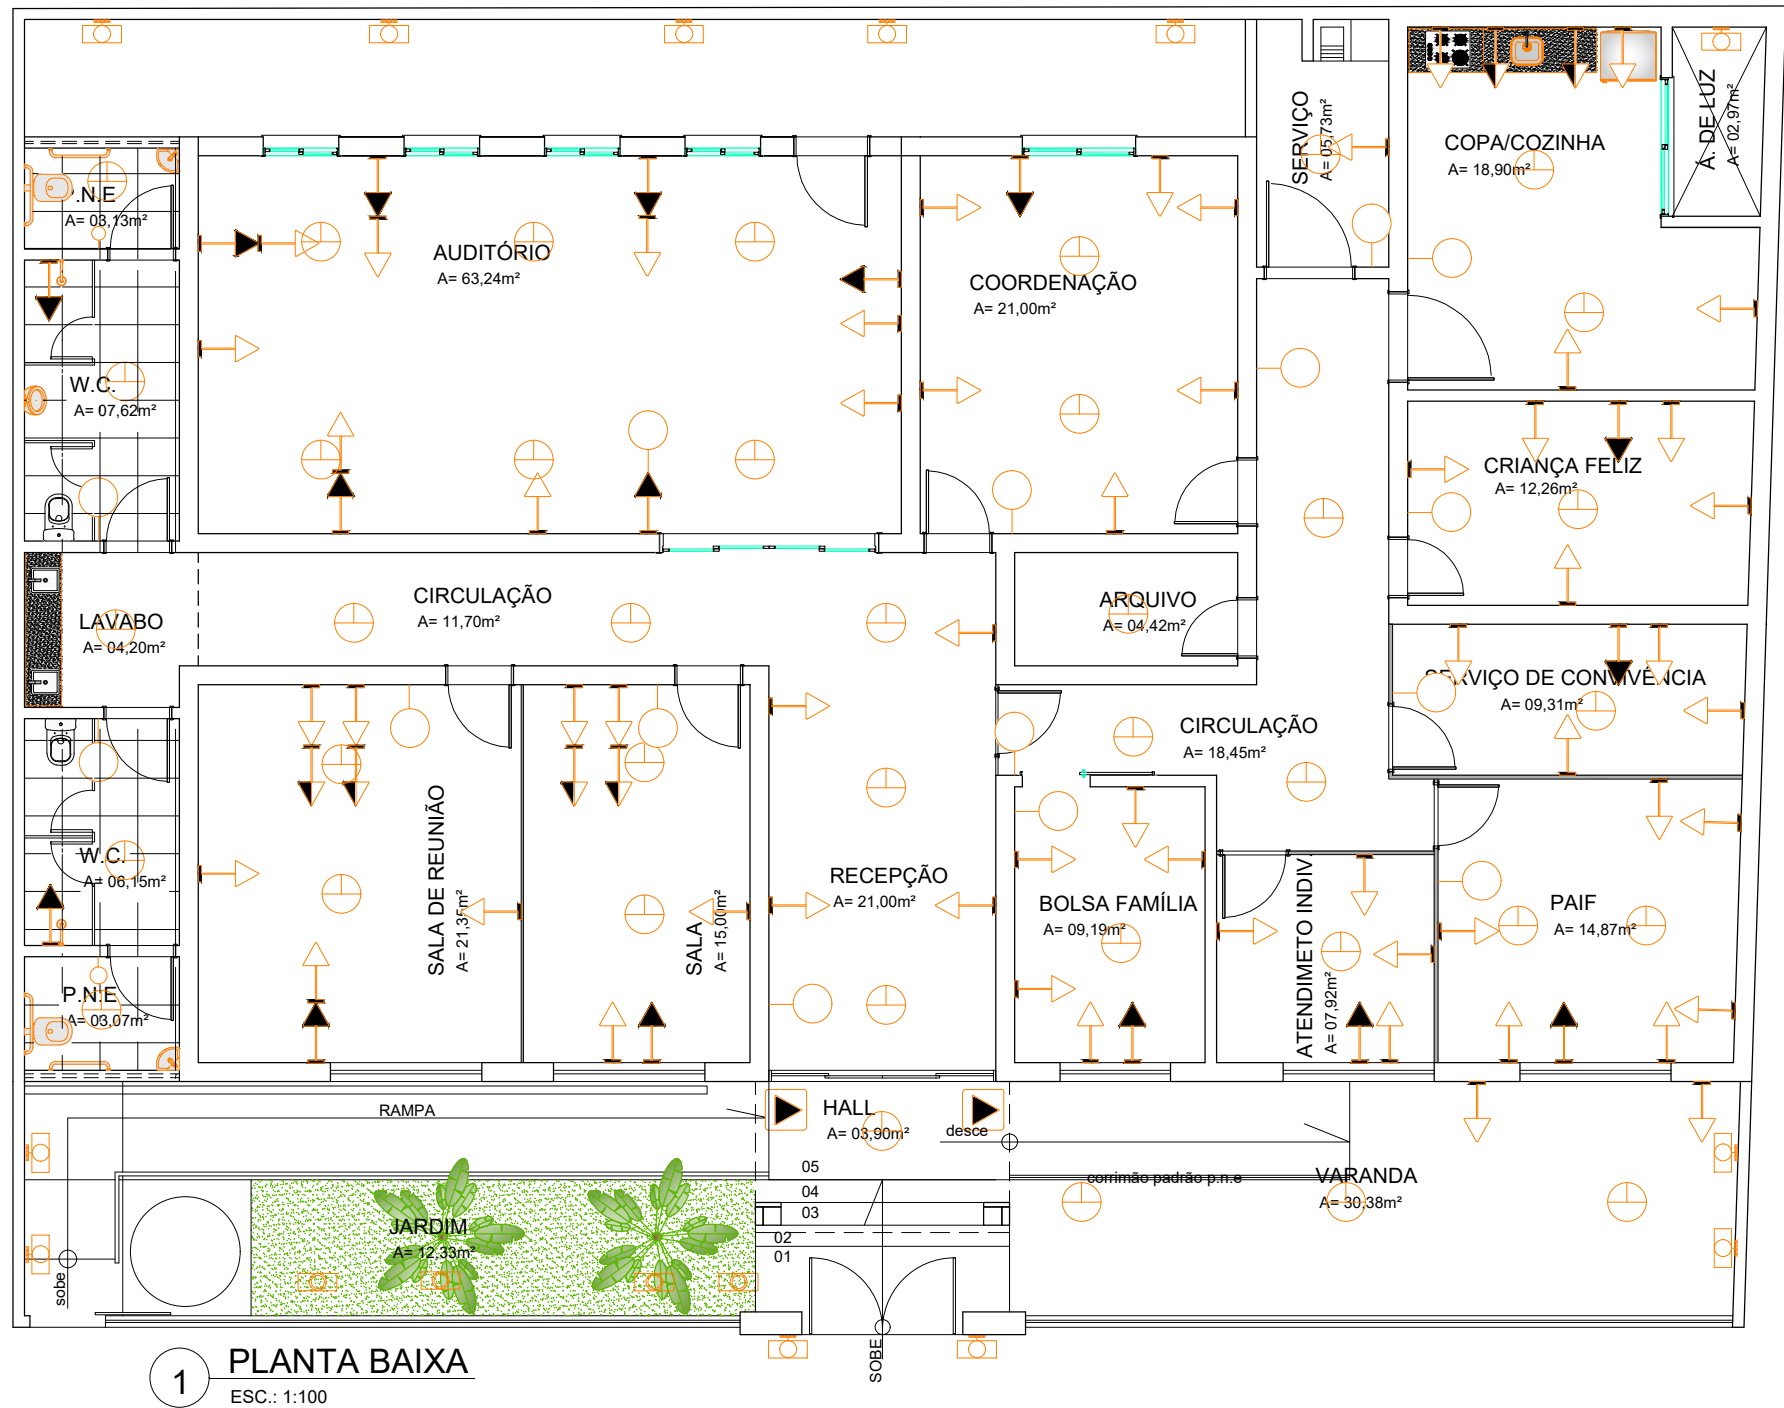 SERVIÇO
A= 05,73m²
COPA/COZINHA
A= 18,90m²
Á. DE LUZ
A= 02,97m²
P.N.E
A= 03,13m²
AUDITÓRIO
A= 63,24m²
COORDENAÇÃO
A= 21,00m²
W.C.
A= 07,62m²
CRIANÇA FELIZ
A= 12,26m²
CIRCULAÇÃO
A= 11,70m²
LAVABO
A= 04,20m²
ARQUIVO
A= 04,42m²
SERVIÇO DE CONVIVÊNCIA
A= 09,31m²
CIRCULAÇÃO
A= 18,45m²
SALA DE REUNIÃO
A= 21,35m²
SALA
A= 15,00m²
RECEPÇÃO
A= 21,00m²
BOLSA FAMÍLIA
A= 09,19m²
ATENDIMETO INDIV.
A= 07,92m²
PAIF
A= 14,87m²
W.C.
A= 06,15m²
P.N.E
A= 03,07m²
RAMPA
HALL
A= 03,90m²
desce
corrimão padrão p.n.e
VARANDA
A= 30,38m²
05
04
03
02
01
JARDIM
A= 12,33m²
sobe
SOBE
1
PLANTA BAIXA
ESC.: 1:100